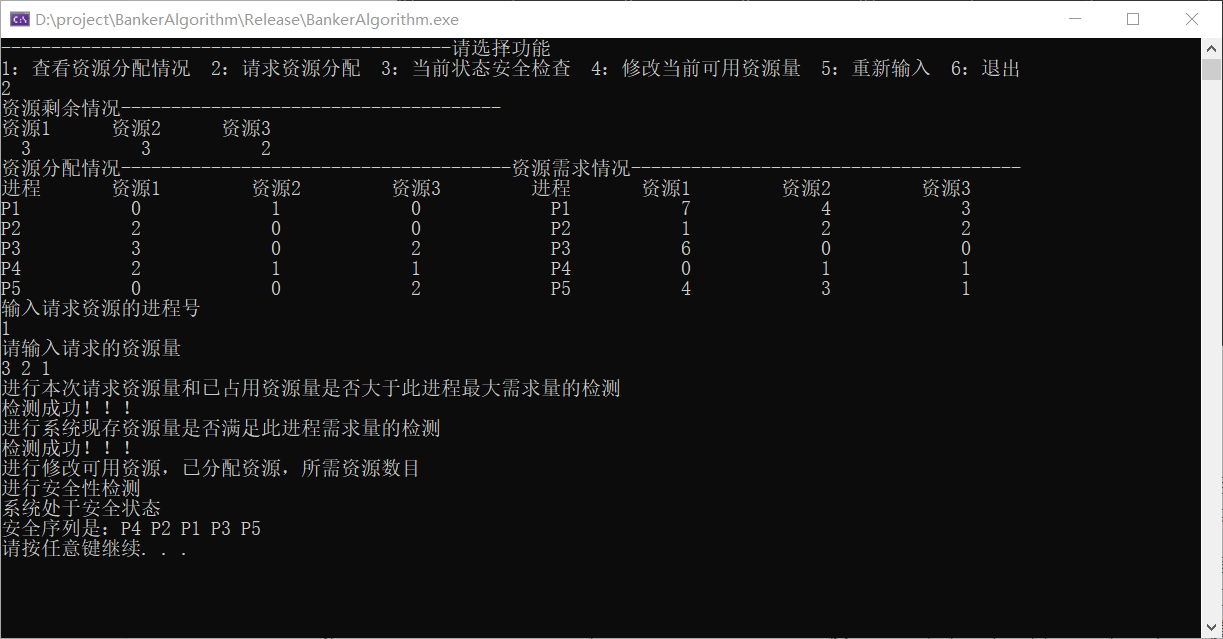 D:\project\BankerAlgorithm\Release\BankerAlgorithm.exe
---------------------------------------------请选择功能
1: 查看资源分配情况  2: 请求资源分配  3: 当前状态安全检查  4: 修改当前可用资源量  5: 重新输入  6: 退出
2
资源剩余情况--------------------------------------
资源1      资源2      资源3
  3           3           2
资源分配情况---------------------------------------资源需求情况---------------------------------------
进程       资源1         资源2         资源3         进程       资源1         资源2         资源3
P1           0             1             0             P1           7             4             3
P2           2             0             0             P2           1             2             2
P3           3             0             2             P3           6             0             0
P4           2             1             1             P4           0             1             1
P5           0             0             2             P5           4             3             1
输入请求资源的进程号
1
请输入请求的资源量
3 2 1
进行本次请求资源量和已占用资源量是否大于此进程最大需求量的检测
检测成功！！！
进行系统现存资源量是否满足此进程需求量的检测
检测成功！！！
进行修改可用资源，已分配资源，所需资源数目
进行安全性检测
系统处于安全状态
安全序列是: P4 P2 P1 P3 P5
请按任意键继续. . .